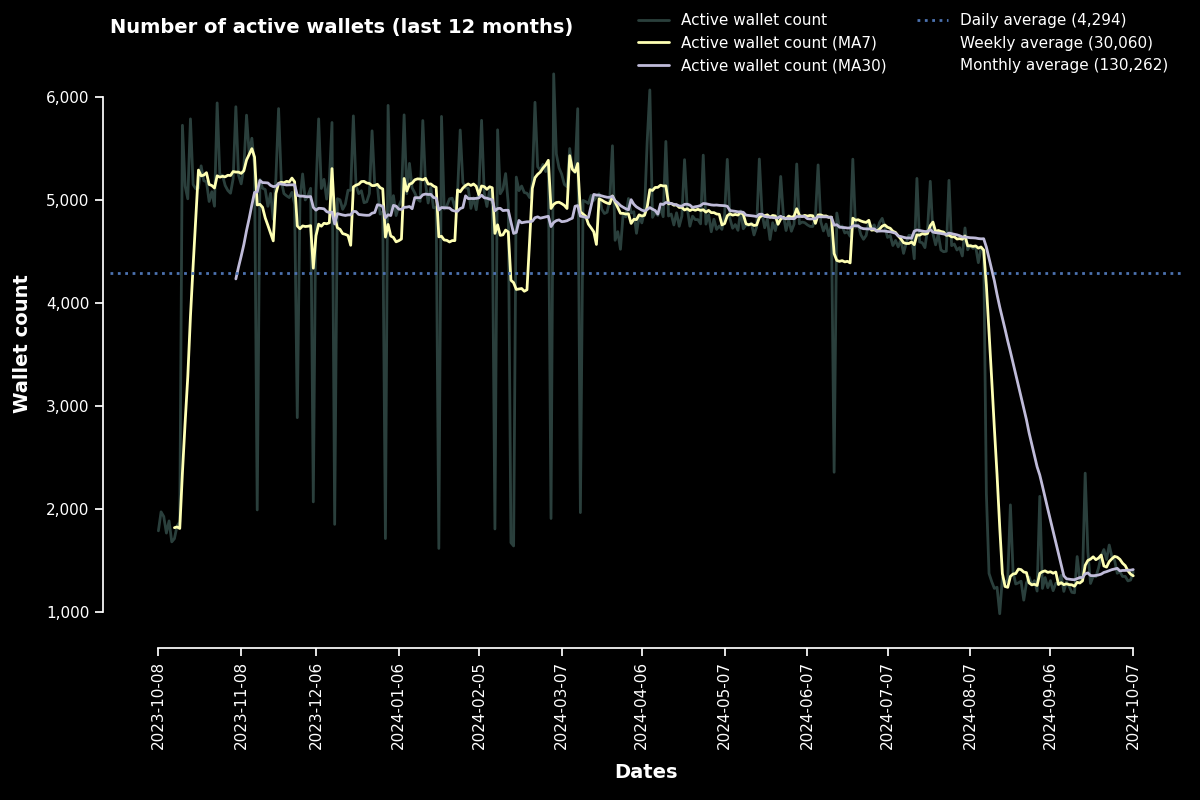 Number of active wallets (last 12 months)
Active wallet count
Active wallet count (MA7)
Active wallet count (MA30)
Daily average (4,294)
Weekly average (30,060)
Monthly average (130,262)
Wallet count
6,000
5,000
4,000
3,000
2,000
1,000
2023-10-08
2023-11-08
2023-12-06
2024-01-06
2024-02-05
2024-03-07
2024-04-06
2024-05-07
2024-06-07
2024-07-07
2024-08-07
2024-09-06
2024-10-07
Dates